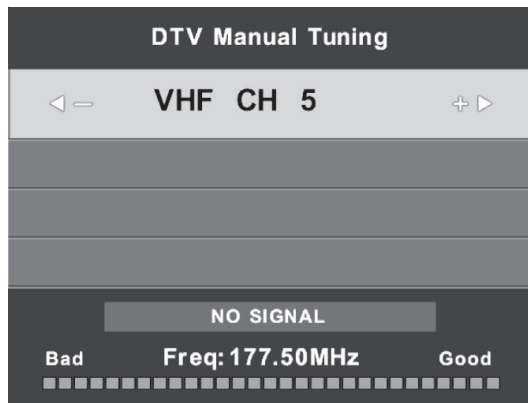 DTV Manual Tuning
VHF CH 5
NO SIGNAL
Bad Freq: 177.50MHz Good